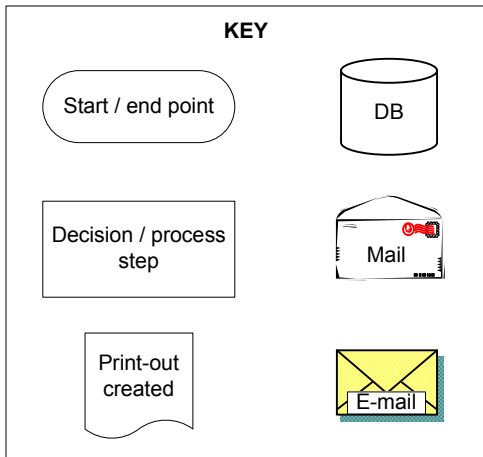 KEY
Start / end point
DB
Decision / process
step
Mail
Print-out
created
E-mail